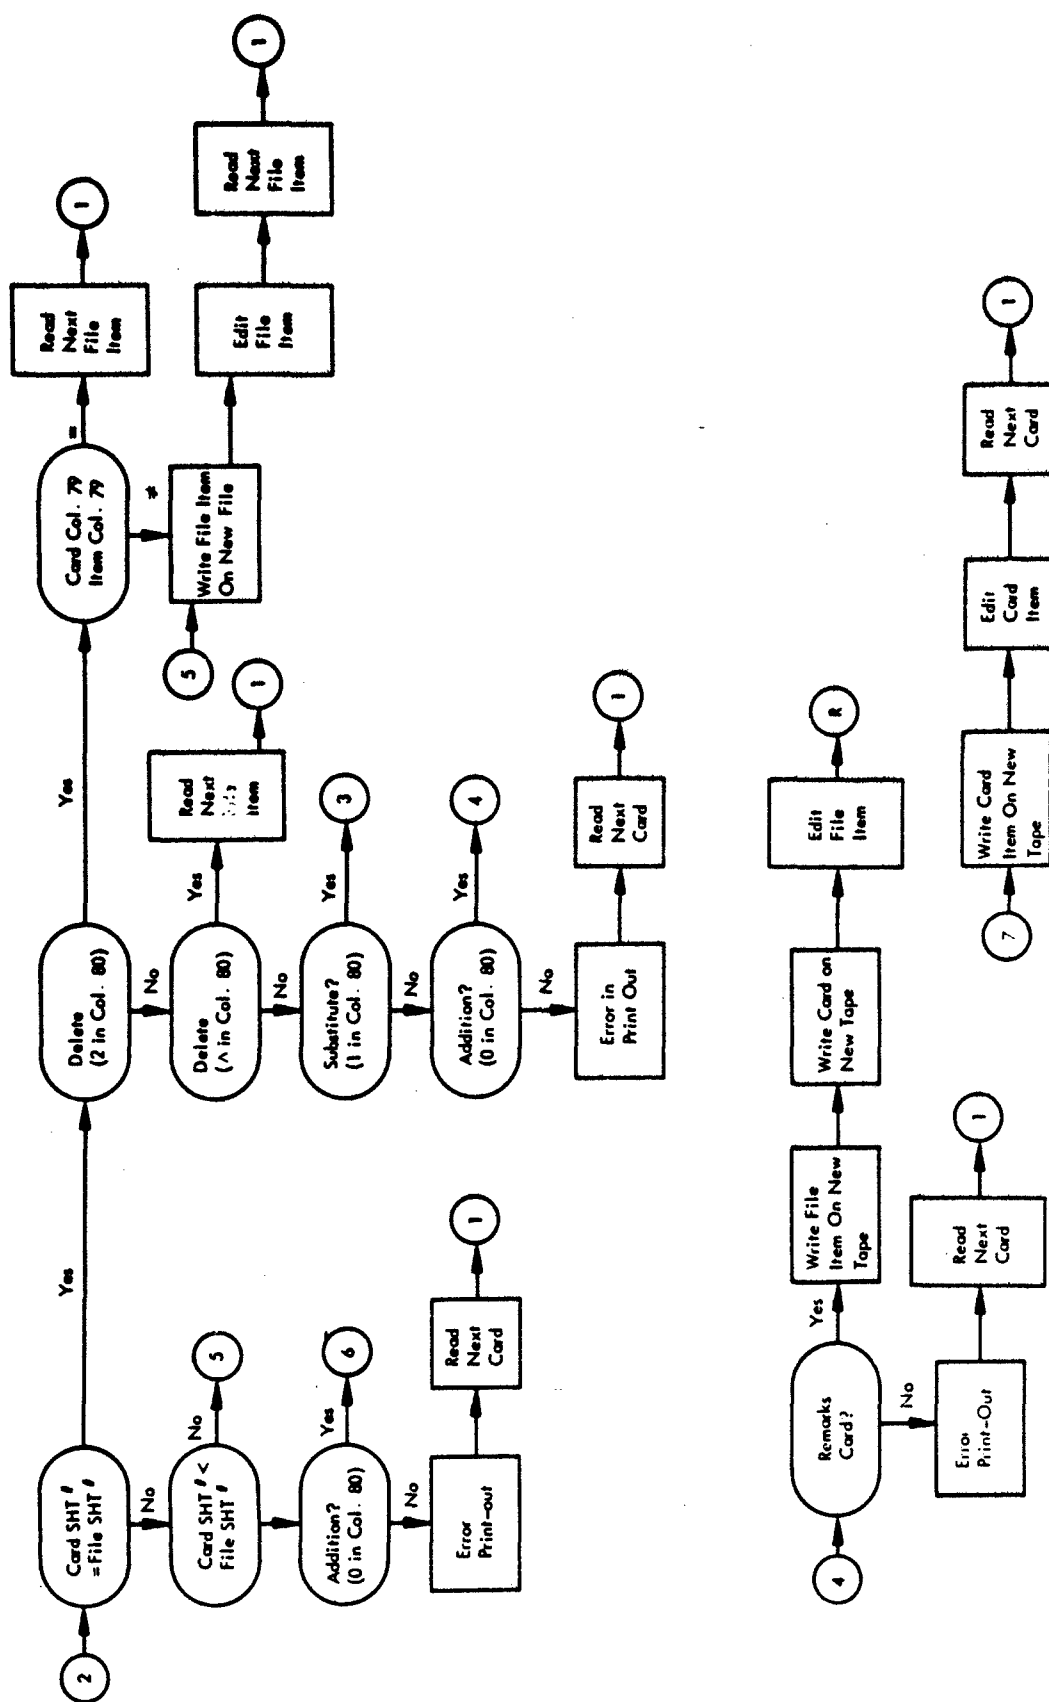 2
Card SHT#
=File SHT#
Yes
Delete
(2 in Col. 80)
Yes
Card Col. 79
Item Col. 79
=
Read
Next
File
Item
1
No
Card SHT# <
File SHT#
No
5
No
Delete
(^ in Col. 80)
Yes
Read
Next
Item
1
≠
5
Write File Item
On New File
Edit
File
Item
Read
Next
File
Item
1
Addition?
(0 in Col. 80)
Yes
6
No
Substitute?
(1 in Col. 80)
Yes
3
No
Error
Print-out
Read
Next
Card
1
No
Addition?
(0 in Col. 80)
Yes
4
No
Error in
Print Out
Read
Next
Card
1
4
Remarks
Card?
Yes
Write File
Item On New
Tape
Write Card on
New Tape
Edit
File
Item
R
No
Error
Print-Out
Read
Next
Card
1
7
Write Card
Item On New
Tape
Edit
Card
Item
Read
Next
Card
1